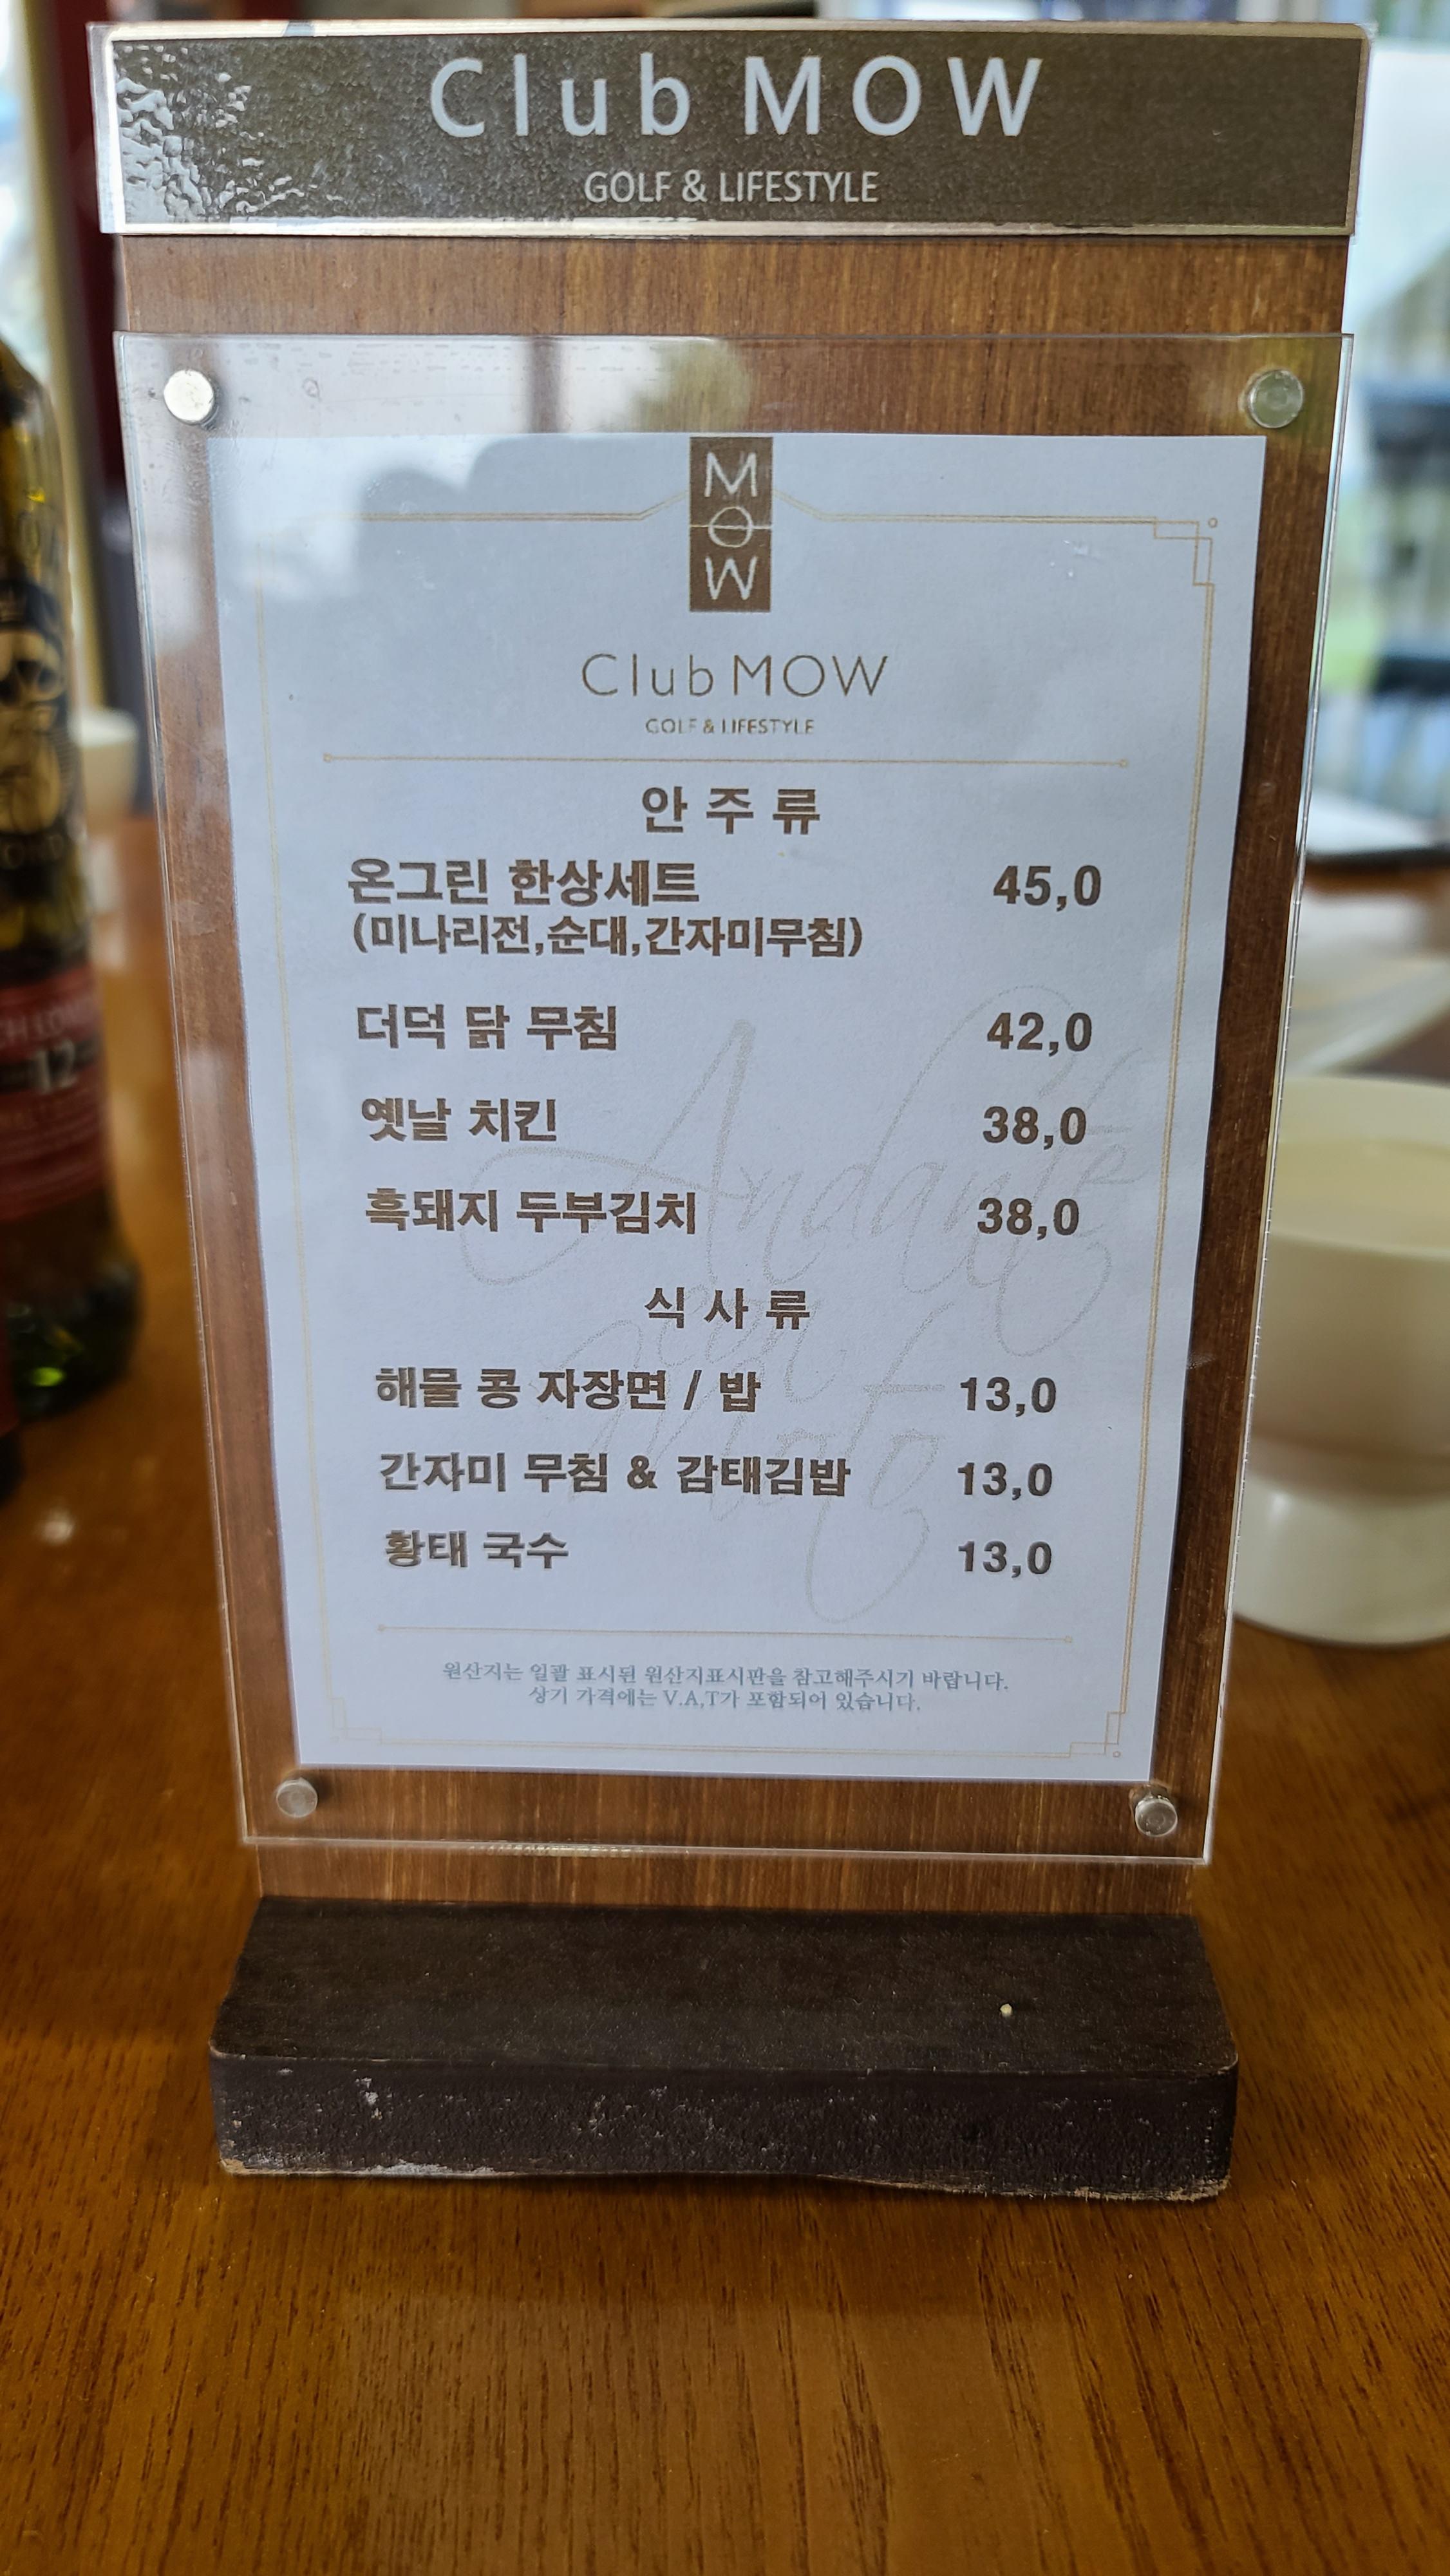 Club MOW
GOLF & LIFESTYLE
M
O
W
Club MOW
GOLF & LIFESTYLE
안 주 류
온그린 한상세트 45,0
(미나리전,순대,간자미무침)
더덕 닭 무침 42,0
옛날 치킨 38,0
흑돼지 두부김치 38,0
식 사 류
해물 콩 자장면 / 밥 13,0
간자미 무침 & 감태김밥 13,0
황태 국수 13,0
원산지는 일괄 표시된 원산지표시판을 참고해주시기 바랍니다.
상기 가격에는 V.A,T가 포함되어 있습니다.
Andante
12